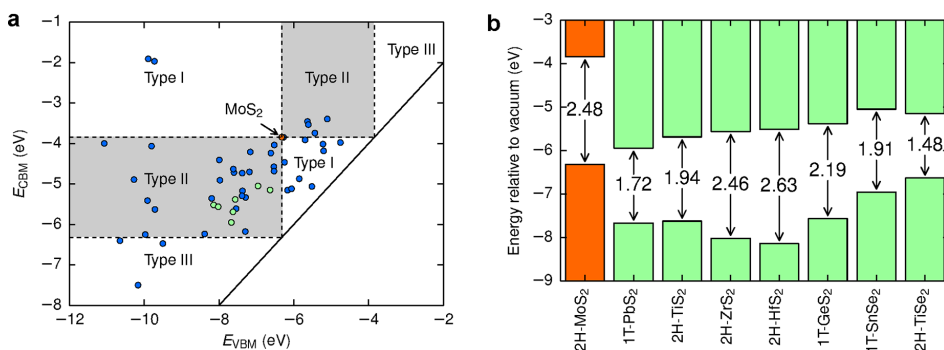 a
−1
−2
−3
−4
−5
−6
−7
−8
E_CBM (eV)
−12
−10
−8
−6
−4
−2
E_VBM (eV)
Type I
Type II
Type III
MoS₂
Type I
Type II
Type III
b
−3
−4
−5
−6
−7
−8
−9
Energy relative to vacuum (eV)
2.48
1.72
1.94
2.46
2.63
2.19
1.91
1.48
2H-MoS₂
1T-PbS₂
2H-TiS₂
2H-ZrS₂
2H-HfS₂
1T-GeS₂
1T-SnSe₂
2H-TiSe₂